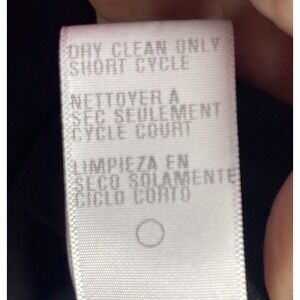 DRY CLEAN ONLY
SHORT CYCLE
NETTOYER A
SEC SEULEMENT
CYCLE COURT
LIMPIEZA EN
SECO SOLAMENTE
CICLO CORTO